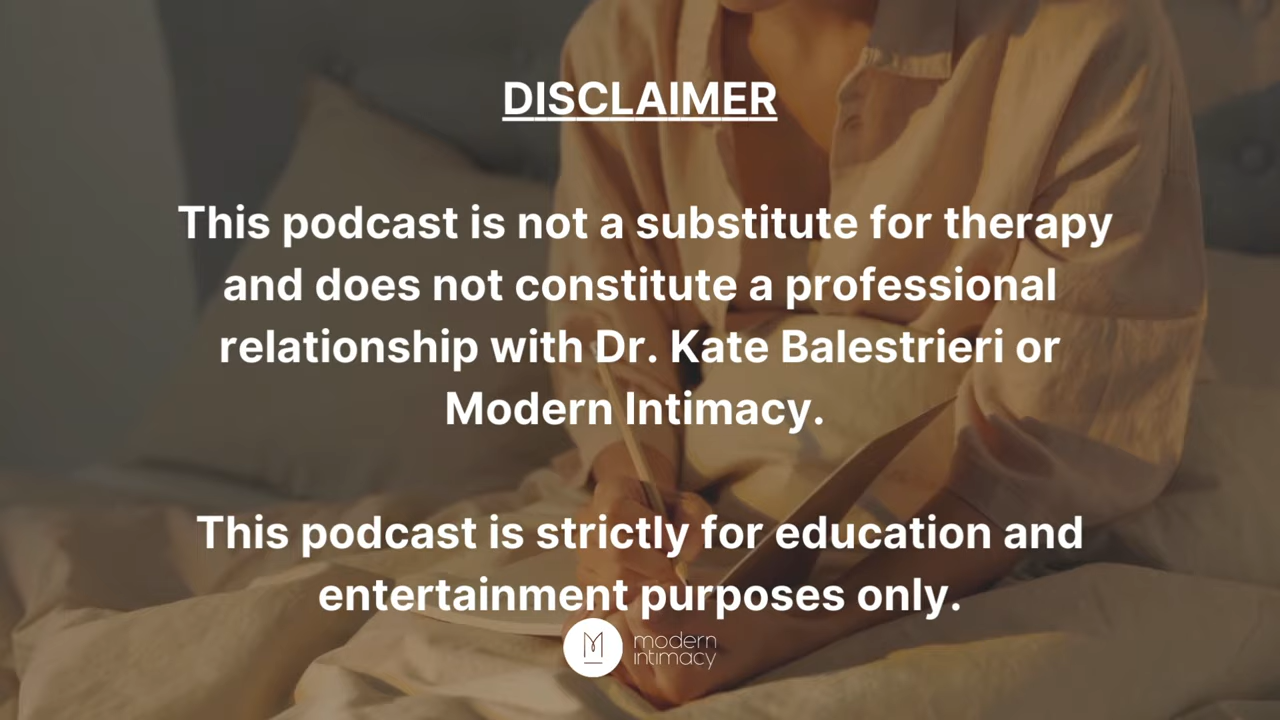 DISCLAIMER
This podcast is not a substitute for therapy
and does not constitute a professional
relationship with Dr. Kate Balestrieri or
Modern Intimacy.
This podcast is strictly for education and
entertainment purposes only.
M
modern
intimacy